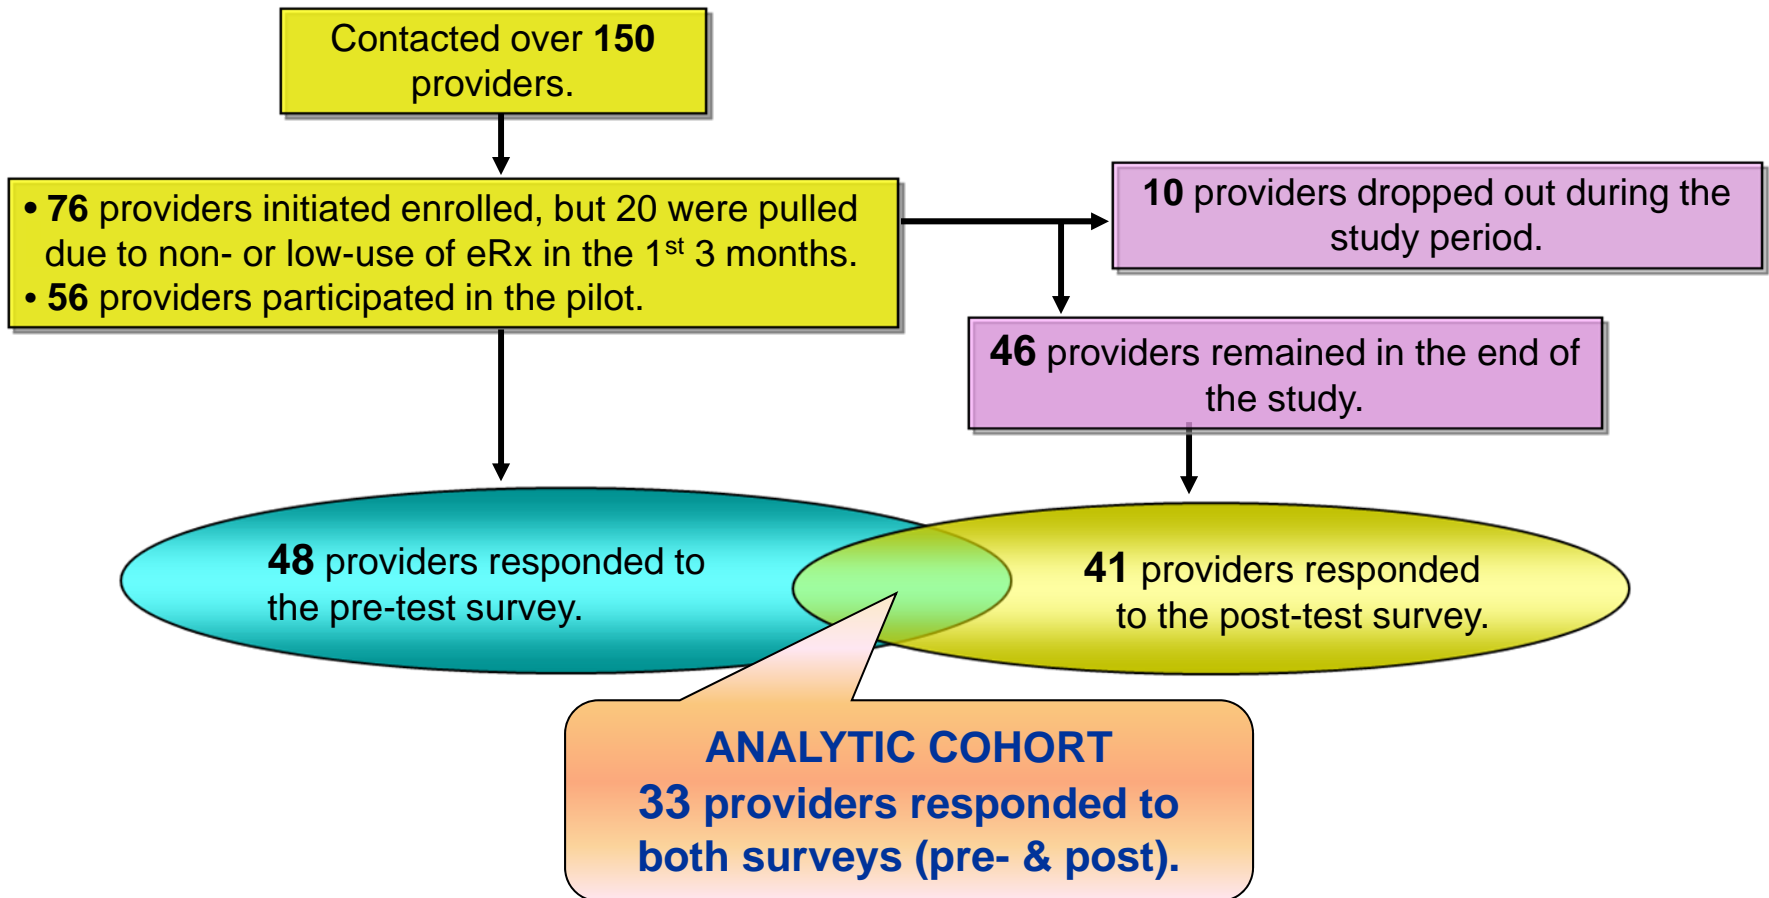 Contacted over 150
providers.
• 76 providers initiated enrolled, but 20 were pulled
due to non- or low-use of eRx in the 1st 3 months.
• 56 providers participated in the pilot.
10 providers dropped out during the
study period.
46 providers remained in the end of
the study.
48 providers responded to
the pre-test survey.
41 providers responded
to the post-test survey.
ANALYTIC COHORT
33 providers responded to
both surveys (pre- & post).